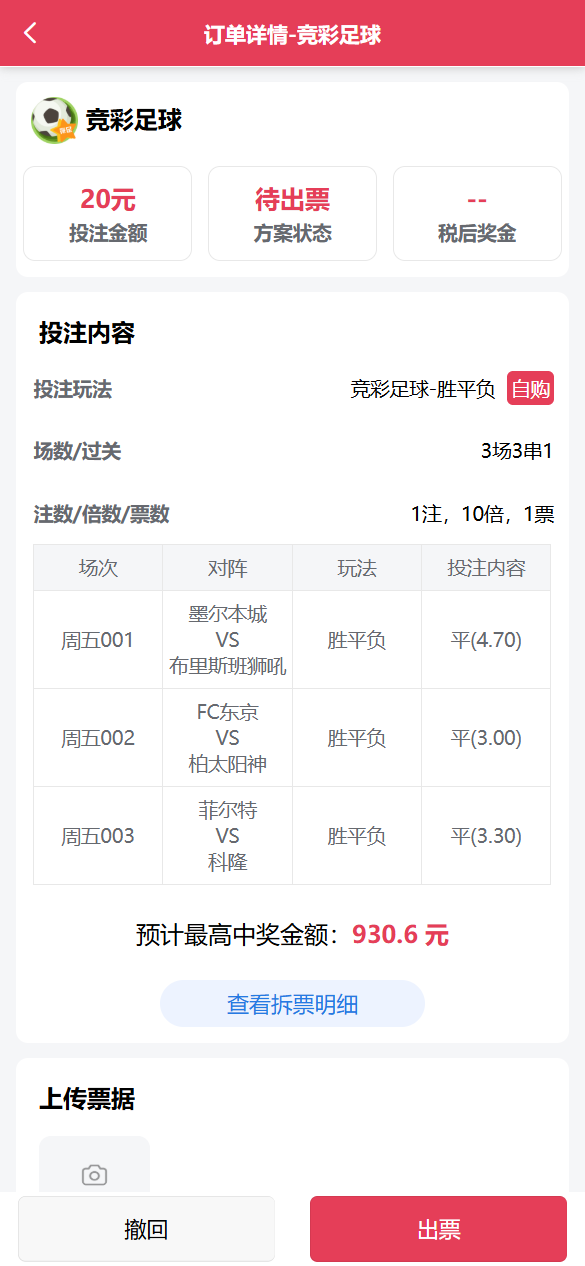 订单详情-竞彩足球
竞彩足球
20元
投注金额
待出票
方案状态
--
税后奖金
投注内容
投注玩法
竞彩足球-胜平负 自购
场数/过关
3场3串1
注数/倍数/票数
1注，10倍，1票
场次 对阵 玩法 投注内容
周五001
墨尔本城
VS
布里斯班狮吼
胜平负
平(4.70)
周五002
FC东京
VS
柏太阳神
胜平负
平(3.00)
周五003
菲尔特
VS
科隆
胜平负
平(3.30)
预计最高中奖金额：930.6 元
查看拆票明细
上传票据
撤回
出票